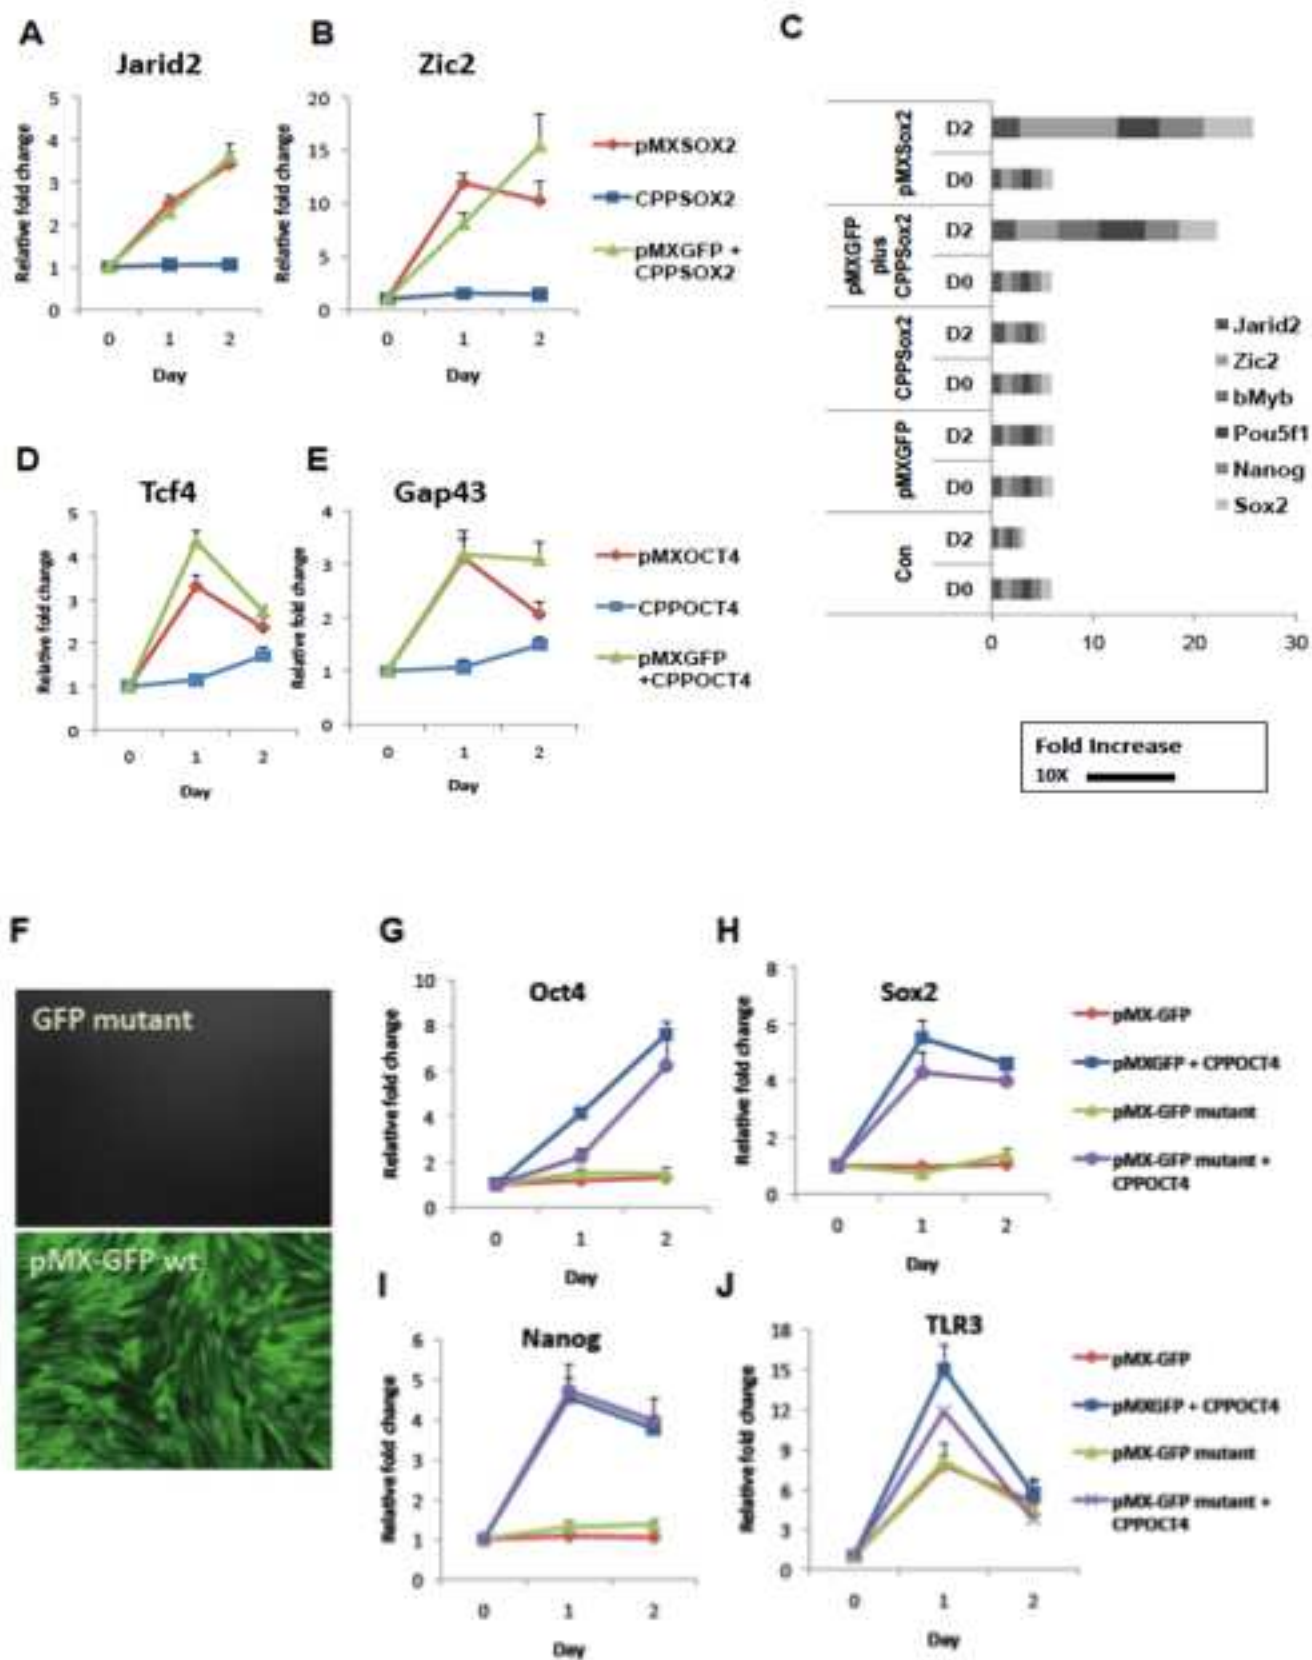 A
Jarid2
Relative fold change
5
4
3
2
1
0
0 1 2
Day
B
Zic2
Relative fold change
20
15
10
5
0
0 1 2
Day
pMXSOX2
CPPSOX2
pMXGFP +
CPPSOX2
C
pMXSox2
D2
D0
pMXGFP
plus
CPPSox2
D2
D0
CPPSox2
D2
D0
pMXGFP
D2
D0
Con
D2
D0
0 10 20 30
Jarid2
Zic2
bMyb
Pou5f1
Nanog
Sox2
Fold Increase
10X
D
Tcf4
Relative fold change
5
4
3
2
1
0
0 1 2
Day
E
Gap43
Relative fold change
4
3
2
1
0
0 1 2
Day
pMXOCT4
CPPOCT4
pMXGFP
+CPPOCT4
F
GFP mutant
pMX-GFP wt
G
Oct4
Relative fold change
10
8
6
4
2
0
0 1 2
Day
H
Sox2
Relative fold change
8
6
4
2
0
0 1 2
Day
pMX-GFP
pMXGFP + CPPOCT4
pMX-GFP mutant
pMX-GFP mutant +
CPPOCT4
I
Nanog
Relative fold change
6
5
4
3
2
1
0
0 1 2
Day
J
TLR3
Relative fold change
18
15
12
9
6
3
0
0 1 2
Day
pMX-GFP
pMXGFP + CPPOCT4
pMX-GFP mutant
pMX-GFP mutant +
CPPOCT4